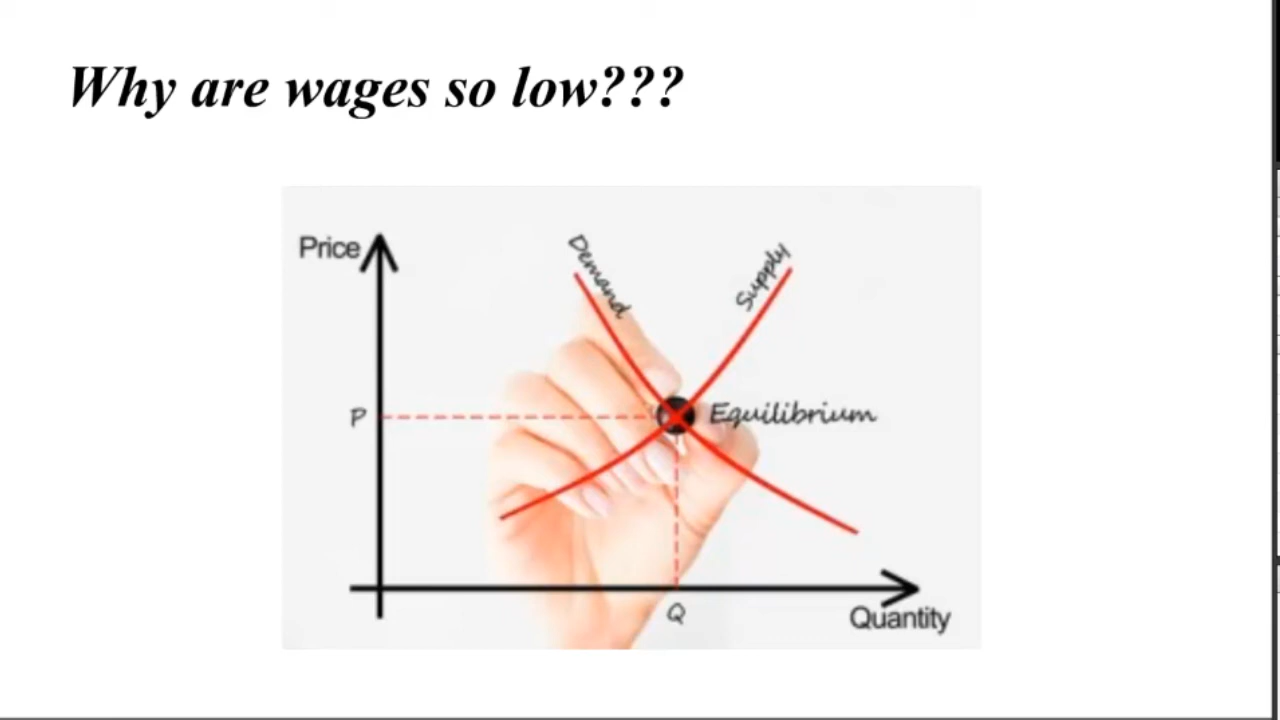 Why are wages so low???
Price
Demand
Supply
P
Equilibrium
Q
Quantity